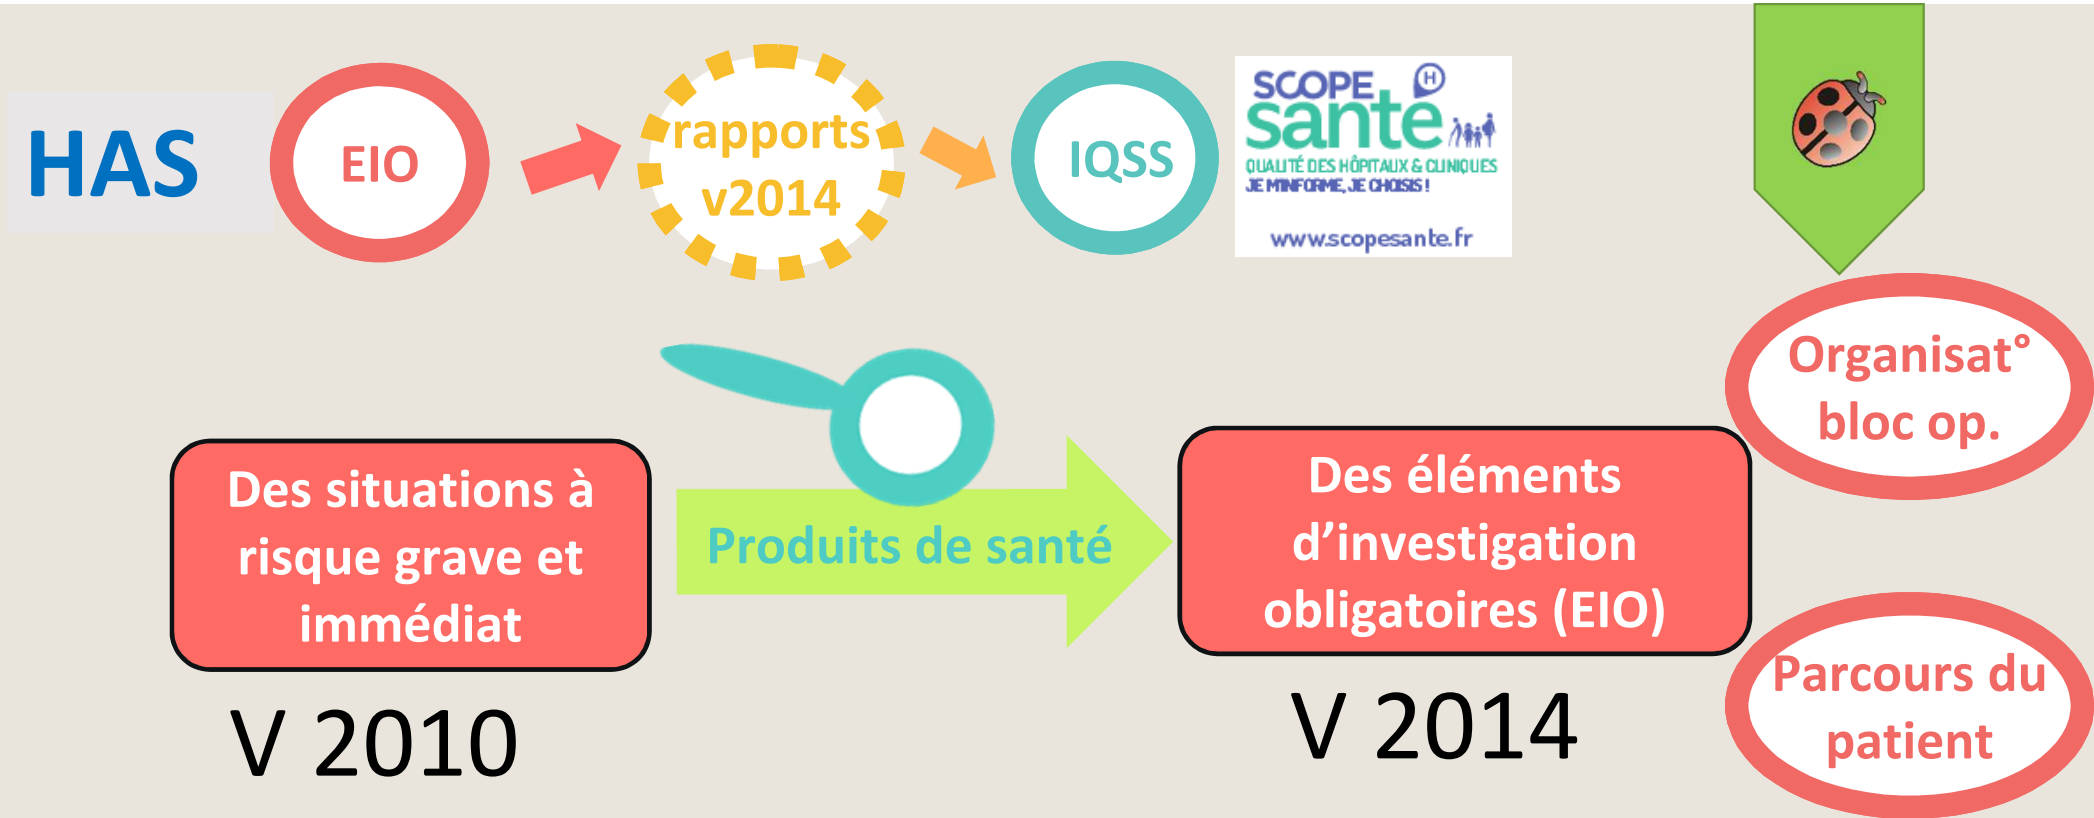 HAS
EIO
rapports
v2014
IQSS
SCOPE
santé
QUALITÉ DES HÔPITAUX & CLINIQUES
JE M'INFORME, JE CHOISIS !
www.scopesante.fr
H
Organisat°
bloc op.
Des situations à
risque grave et
immédiat
Produits de santé
Des éléments
d’investigation
obligatoires (EIO)
V 2010
V 2014
Parcours du
patient